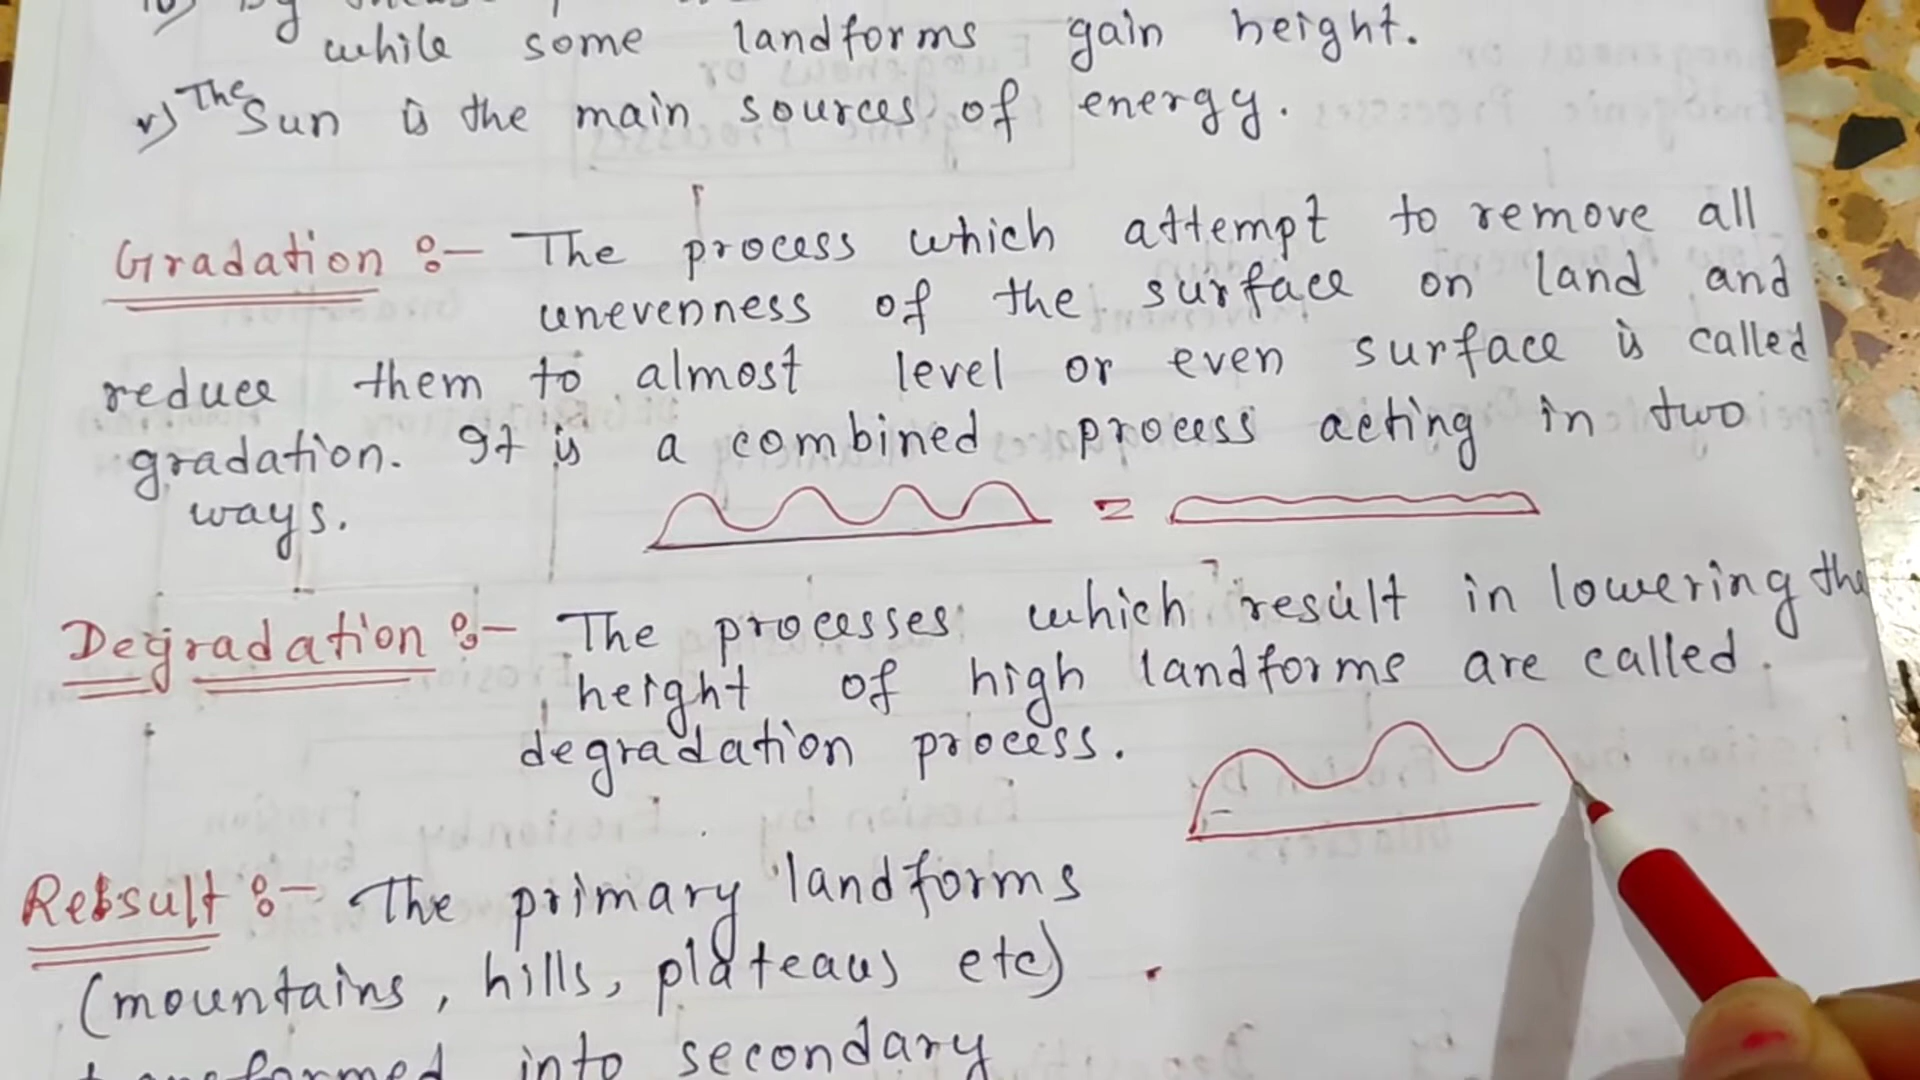 while some landforms gain height.
v) The Sun is the main sources of energy.
Gradation :- The process which attempt to remove all
unevenness of the surface on land and
reduce them to almost level or even surface is called
gradation. It is a combined process acting in two
ways.
=
Degradation :- The processes which result in lowering the
height of high landforms are called
degradation process.
Result :- The primary landforms
(mountains, hills, plateaus etc)
transformed into secondary